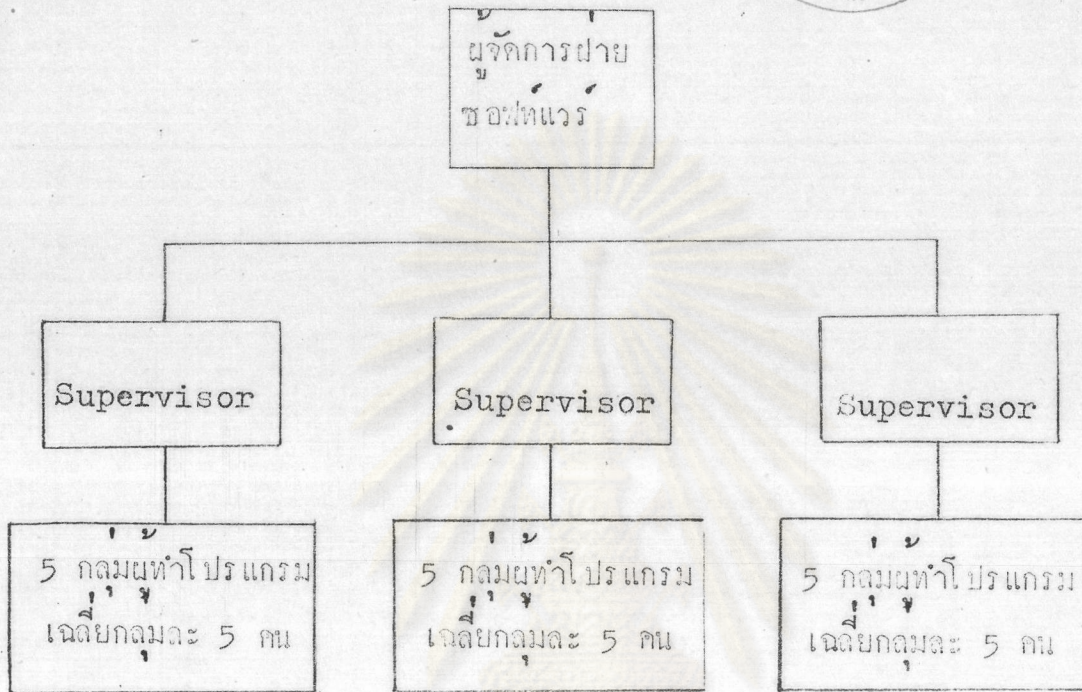 ผู้จัดการฝ่าย
ซอฟท์แวร์
Supervisor
Supervisor
Supervisor
5 กลุ่มผู้ทำโปรแกรม
เฉลี่ยกลุ่มละ 5 คน
5 กลุ่มผู้ทำโปรแกรม
เฉลี่ยกลุ่มละ 5 คน
5 กลุ่มผู้ทำโปรแกรม
เฉลี่ยกลุ่มละ 5 คน